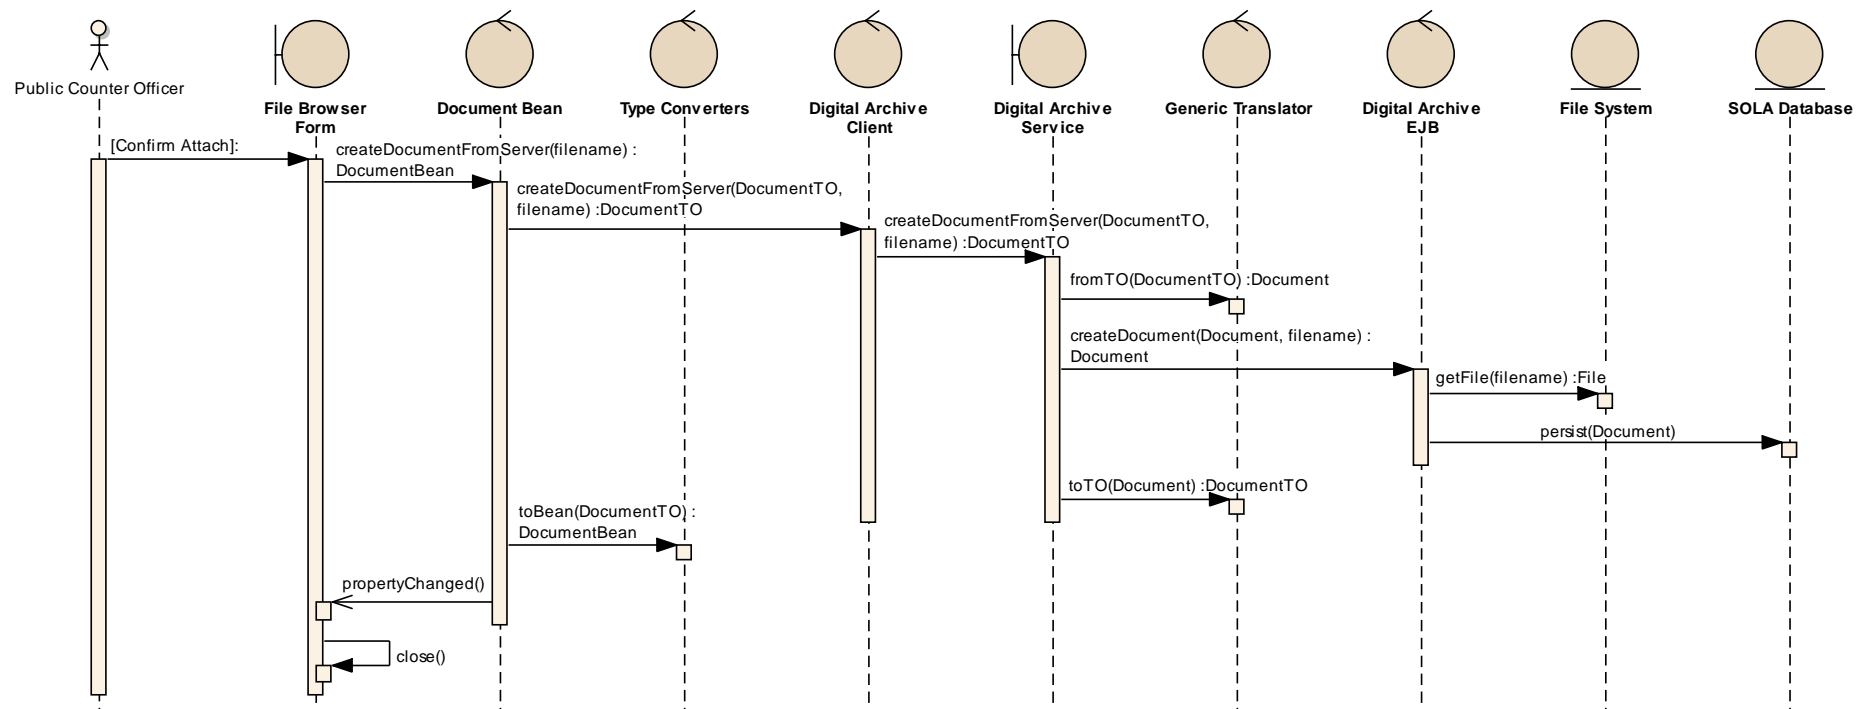 Public Counter Officer
File Browser
Form
Document Bean
Type Converters
Digital Archive
Client
Digital Archive
Service
Generic Translator
Digital Archive
EJB
File System
SOLA Database
[Confirm Attach]:
createDocumentFromServer(filename) :
DocumentBean
createDocumentFromServer(DocumentTO,
filename) :DocumentTO
createDocumentFromServer(DocumentTO,
filename) :DocumentTO
fromTO(DocumentTO) :Document
createDocument(Document, filename) :
Document
getFile(filename) :File
persist(Document)
toTO(Document) :DocumentTO
toBean(DocumentTO) :
DocumentBean
propertyChanged()
close()